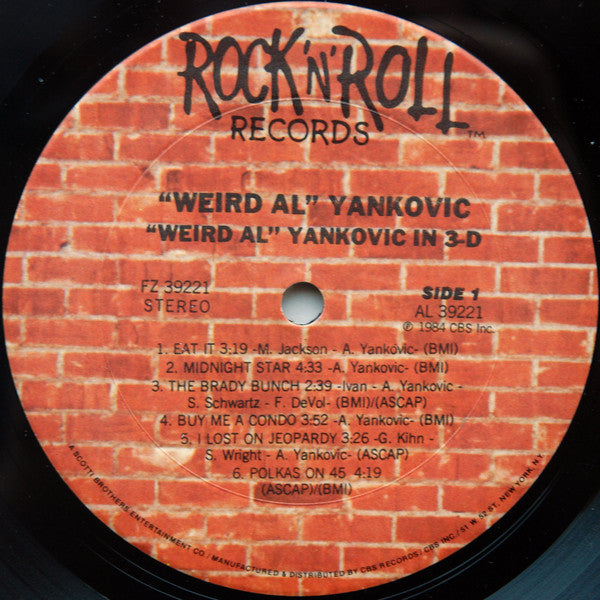 ROCK 'N' ROLL
RECORDS TM
"WEIRD AL" YANKOVIC
"WEIRD AL" YANKOVIC IN 3-D
FZ 39221
STEREO
SIDE 1
AL 39221
℗ 1984 CBS Inc.
1. EAT IT 3:19 -M. Jackson - A. Yankovic- (BMI)
2. MIDNIGHT STAR 4:33 -A. Yankovic- (BMI)
3. THE BRADY BUNCH 2:39 -Ivan - A. Yankovic -
S. Schwartz - F. DeVol- (BMI)/(ASCAP)
4. BUY ME A CONDO 3:52 -A. Yankovic- (BMI)
5. I LOST ON JEOPARDY 3:26 -G. Kihn -
S. Wright - A. Yankovic- (ASCAP)
6. POLKAS ON 45 4:19
(ASCAP)/(BMI)
A SCOTTI BROTHERS ENTERTAINMENT CO./MANUFACTURED & DISTRIBUTED BY CBS RECORDS/CBS INC./51 W. 52 ST. NEW YORK, N.Y.